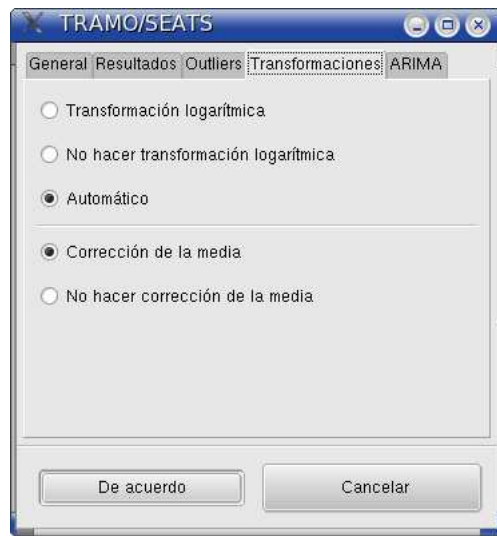 TRAMO/SEATS
General Resultados Outliers Transformaciones ARIMA
Transformación logarítmica
No hacer transformación logarítmica
Automático
Corrección de la media
No hacer corrección de la media
De acuerdo Cancelar